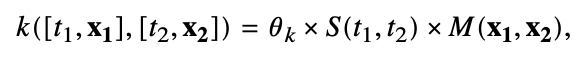 k([t₁, x₁], [t₂, x₂]) = θₖ × S(t₁, t₂) × M(x₁, x₂),